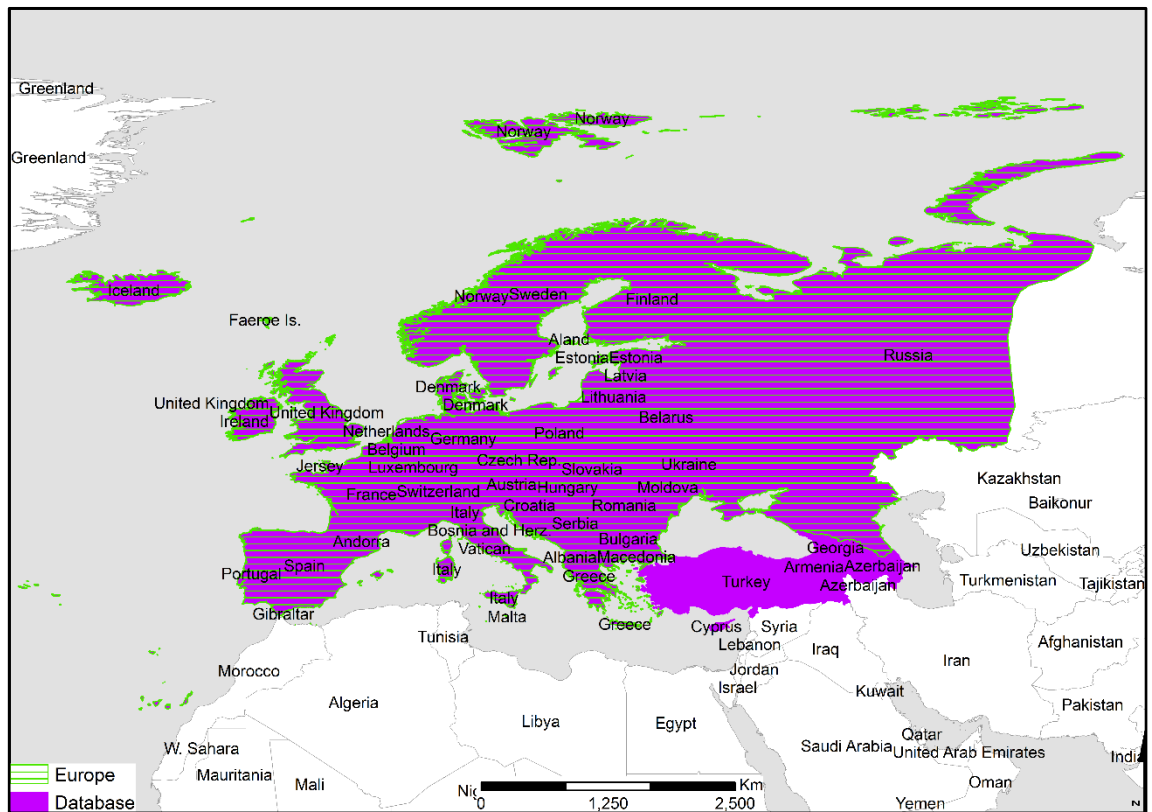 Greenland
Norway
Norway
Greenland
Iceland
Norway Sweden
Finland
Faeroe Is.
Aland
Estonia Estonia
Russia
Latvia
Denmark
Lithuania
United Kingdom
Denmark
United Kingdom
Belarus
Ireland
Netherlands
Germany
Poland
Belgium
Jersey
Luxembourg
Czech Rep.
Slovakia
Ukraine
Kazakhstan
France
Switzerland
Austria
Hungary
Moldova
Baikonur
Italy
Croatia
Romania
Serbia
Bosnia and Herz.
Bulgaria
Andorra
Vatican
Georgia
Uzbekistan
Albania
Macedonia
Portugal
Spain
Italy
Greece
Turkey
Armenia
Azerbaijan
Azerbaijan
Turkmenistan
Tajikistan
Italy
Gibraltar
Malta
Greece
Cyprus
Syria
Tunisia
Lebanon
Iraq
Iran
Afghanistan
Morocco
Jordan
Israel
Kuwait
Algeria
Libya
Egypt
Pakistan
W. Sahara
Saudi Arabia
Qatar
United Arab Emirates
India
Mauritania
Mali
Oman
Yemen
Europe
Database
Km
0
1,250
2,500